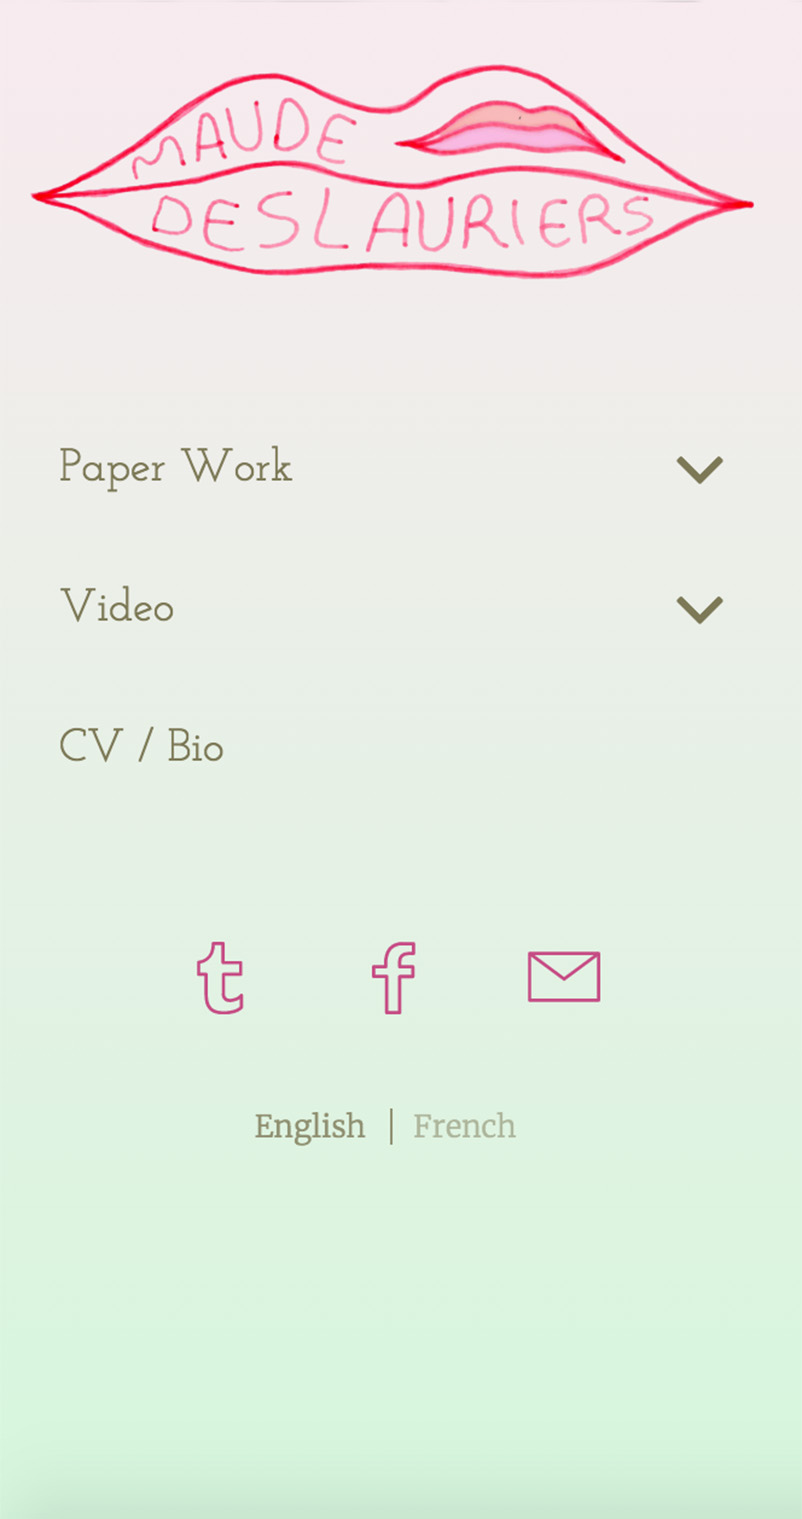 MAUDE
DESLAURIERS
Paper Work
Video
CV / Bio
t f
English | French